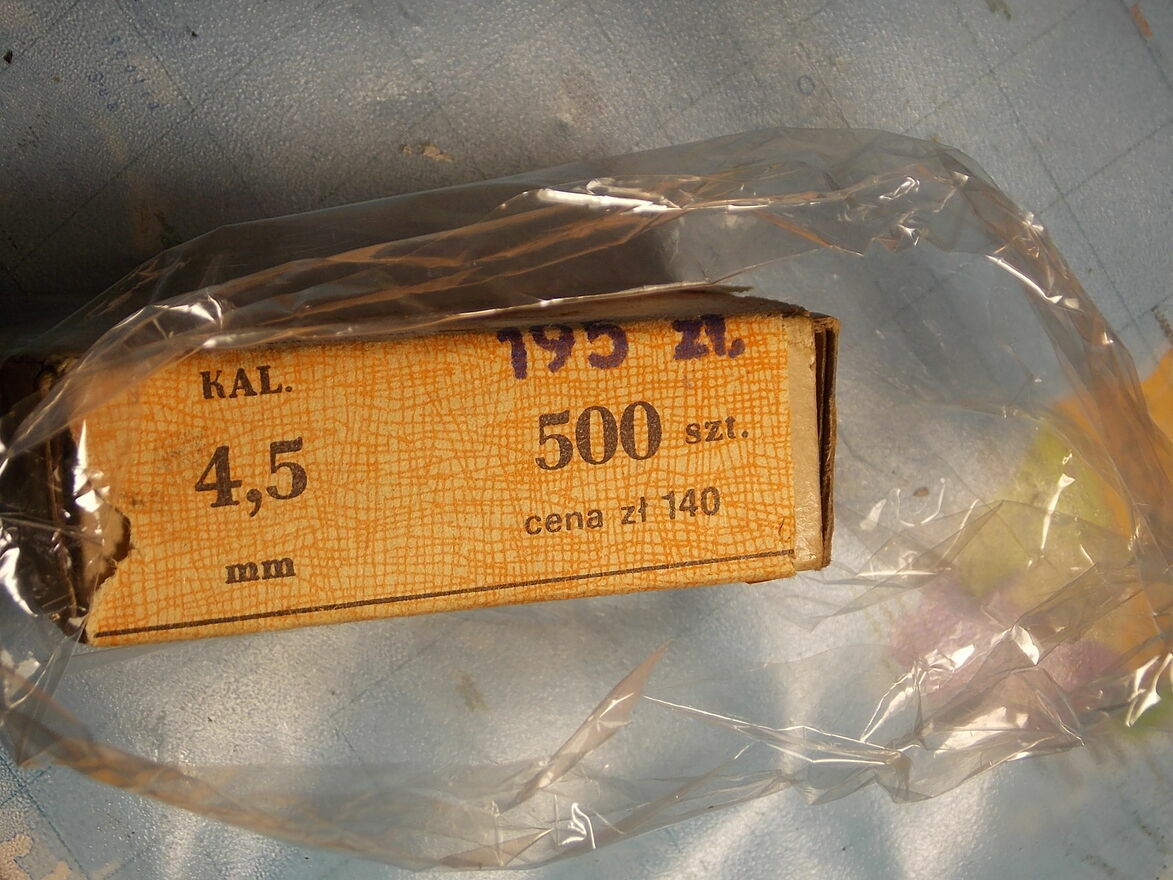 195 zł.
KAL.
4,5
mm
500 szt.
cena zł 140